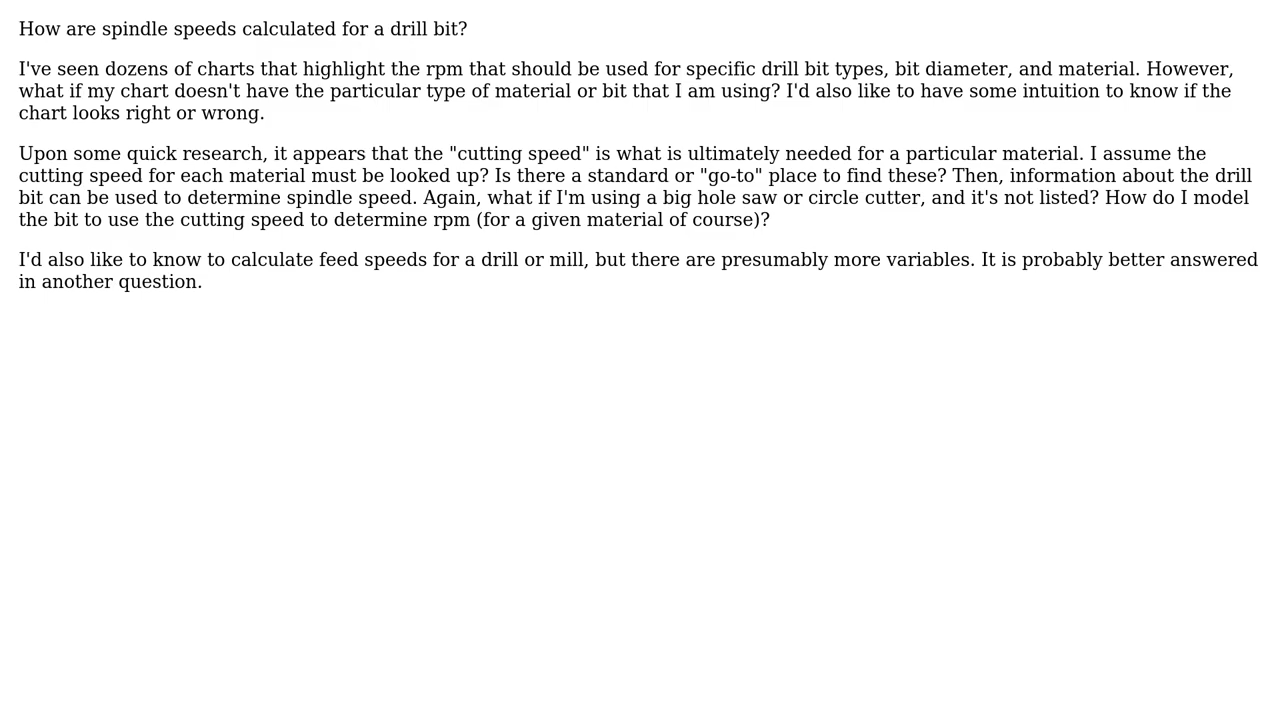 How are spindle speeds calculated for a drill bit?
I've seen dozens of charts that highlight the rpm that should be used for specific drill bit types, bit diameter, and material. However,
what if my chart doesn't have the particular type of material or bit that I am using? I'd also like to have some intuition to know if the
chart looks right or wrong.
Upon some quick research, it appears that the "cutting speed" is what is ultimately needed for a particular material. I assume the
cutting speed for each material must be looked up? Is there a standard or "go-to" place to find these? Then, information about the drill
bit can be used to determine spindle speed. Again, what if I'm using a big hole saw or circle cutter, and it's not listed? How do I model
the bit to use the cutting speed to determine rpm (for a given material of course)?
I'd also like to know to calculate feed speeds for a drill or mill, but there are presumably more variables. It is probably better answered
in another question.